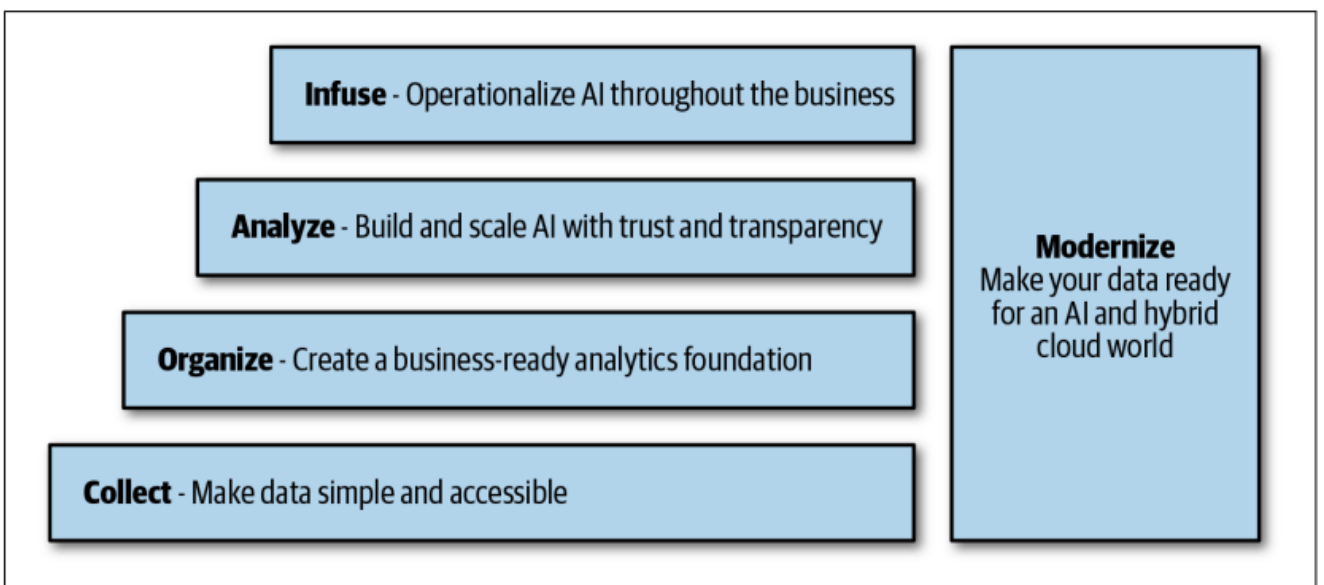 Infuse - Operationalize AI throughout the business
Analyze - Build and scale AI with trust and transparency
Organize - Create a business-ready analytics foundation
Collect - Make data simple and accessible
Modernize
Make your data ready
for an AI and hybrid
cloud world